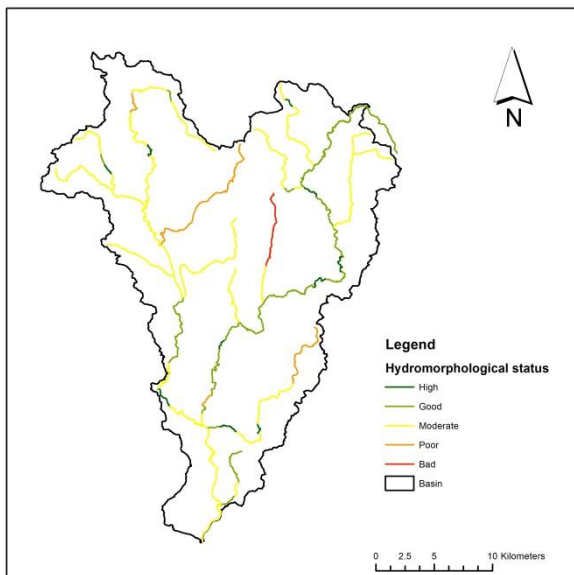 N
Legend
Hydromorphological status
High
Good
Moderate
Poor
Bad
Basin
0 2.5 5 10 Kilometers